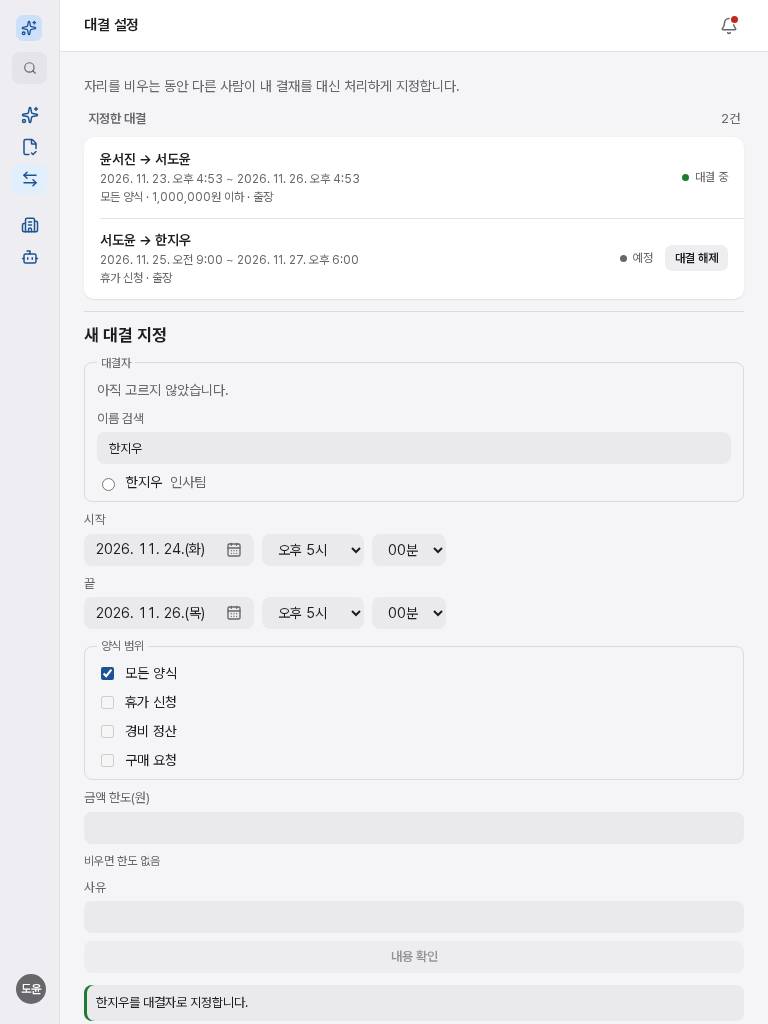 대결 설정
자리를 비우는 동안 다른 사람이 내 결재를 대신 처리하게 지정합니다.
지정한 대결
2건
윤서진 → 서도윤
2026. 11. 23. 오후 4:53 ~ 2026. 11. 26. 오후 4:53
모든 양식 · 1,000,000원 이하 · 출장
대결 중
서도윤 → 한지우
2026. 11. 25. 오전 9:00 ~ 2026. 11. 27. 오후 6:00
휴가 신청 · 출장
예정
대결 해제
새 대결 지정
대결자
아직 고르지 않았습니다.
이름 검색
한지우
한지우 인사팀
시작
2026. 11. 24.(화) 오후 5시 00분
끝
2026. 11. 26.(목) 오후 5시 00분
양식 범위
모든 양식
휴가 신청
경비 정산
구매 요청
금액 한도(원)
비우면 한도 없음
사유
내용 확인
도윤
한지우를 대결자로 지정합니다.